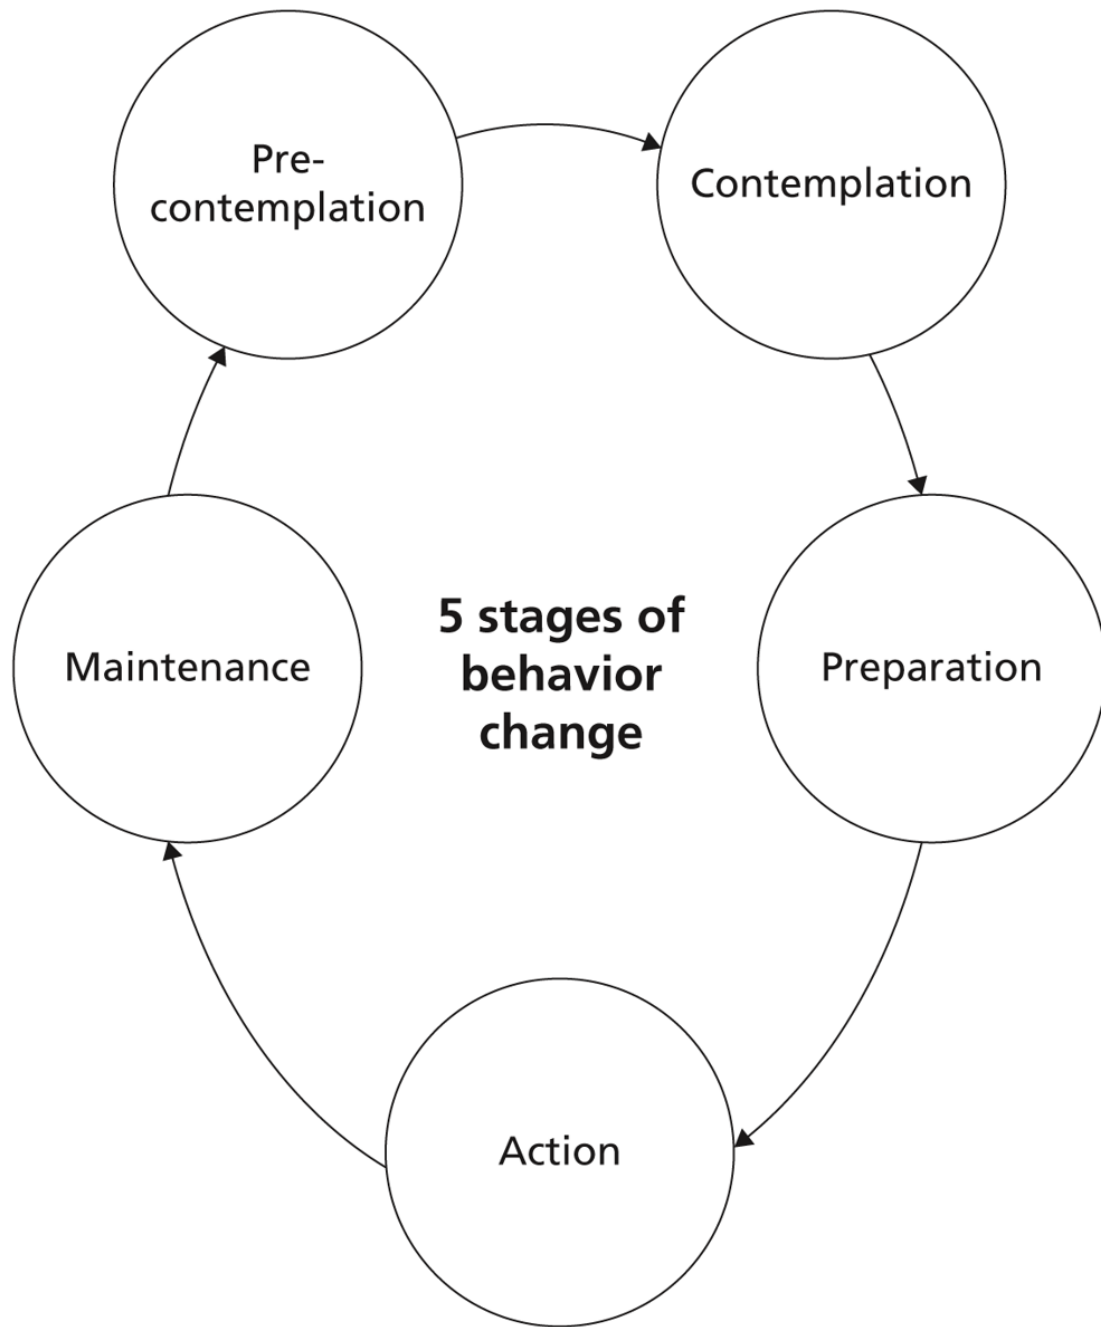 Pre-
contemplation
Contemplation
Preparation
Action
Maintenance
5 stages of
behavior
change